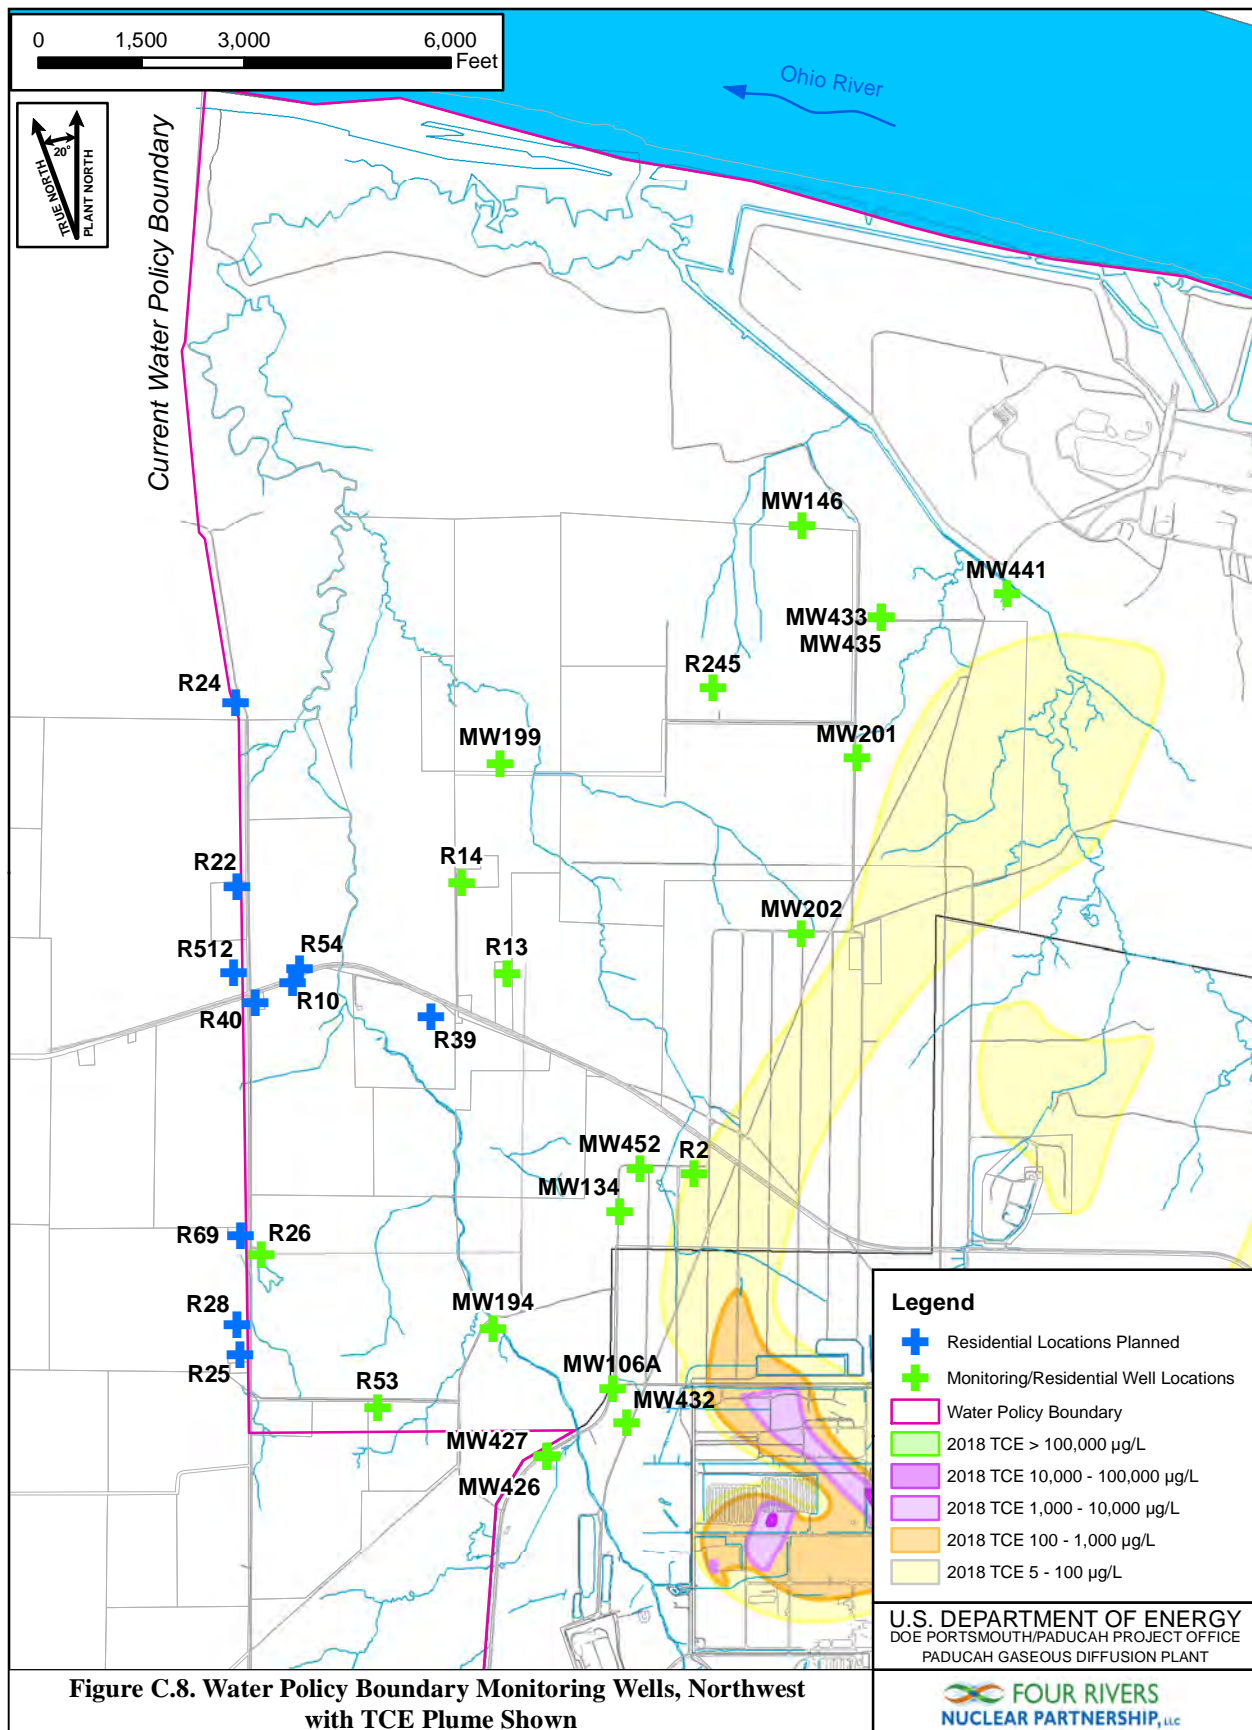 0 1,500 3,000 6,000
Feet
Ohio River
20°
TRUE NORTH
PLANT NORTH
Current Water Policy Boundary
MW146
MW441
MW433
MW435
R245
R24
MW199
MW201
R14
R22
MW202
R54
R512
R13
R10
R40
R39
MW452
R2
MW134
R69
R26
R28
MW194
R25
MW106A
R53
MW432
MW427
MW426
Legend
Residential Locations Planned
Monitoring/Residential Well Locations
Water Policy Boundary
2018 TCE > 100,000 µg/L
2018 TCE 10,000 - 100,000 µg/L
2018 TCE 1,000 - 10,000 µg/L
2018 TCE 100 - 1,000 µg/L
2018 TCE 5 - 100 µg/L
U.S. DEPARTMENT OF ENERGY
DOE PORTSMOUTH/PADUCAH PROJECT OFFICE
PADUCAH GASEOUS DIFFUSION PLANT
Figure C.8. Water Policy Boundary Monitoring Wells, Northwest
with TCE Plume Shown
FOUR RIVERS
NUCLEAR PARTNERSHIP, LLC